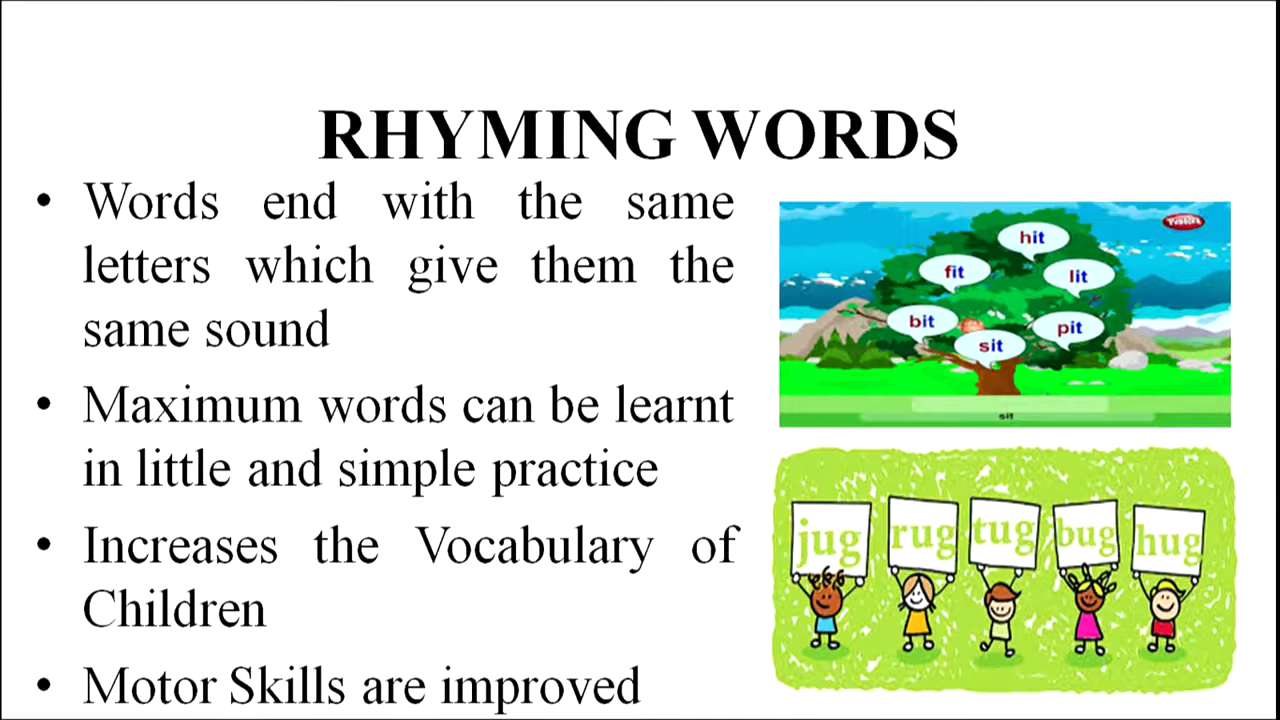 RHYMING WORDS
• Words end with the same
letters which give them the
same sound
• Maximum words can be learnt
in little and simple practice
• Increases the Vocabulary of
Children
• Motor Skills are improved
hit
fit
lit
bit
pit
sit
sit
jug rug tug bug hug